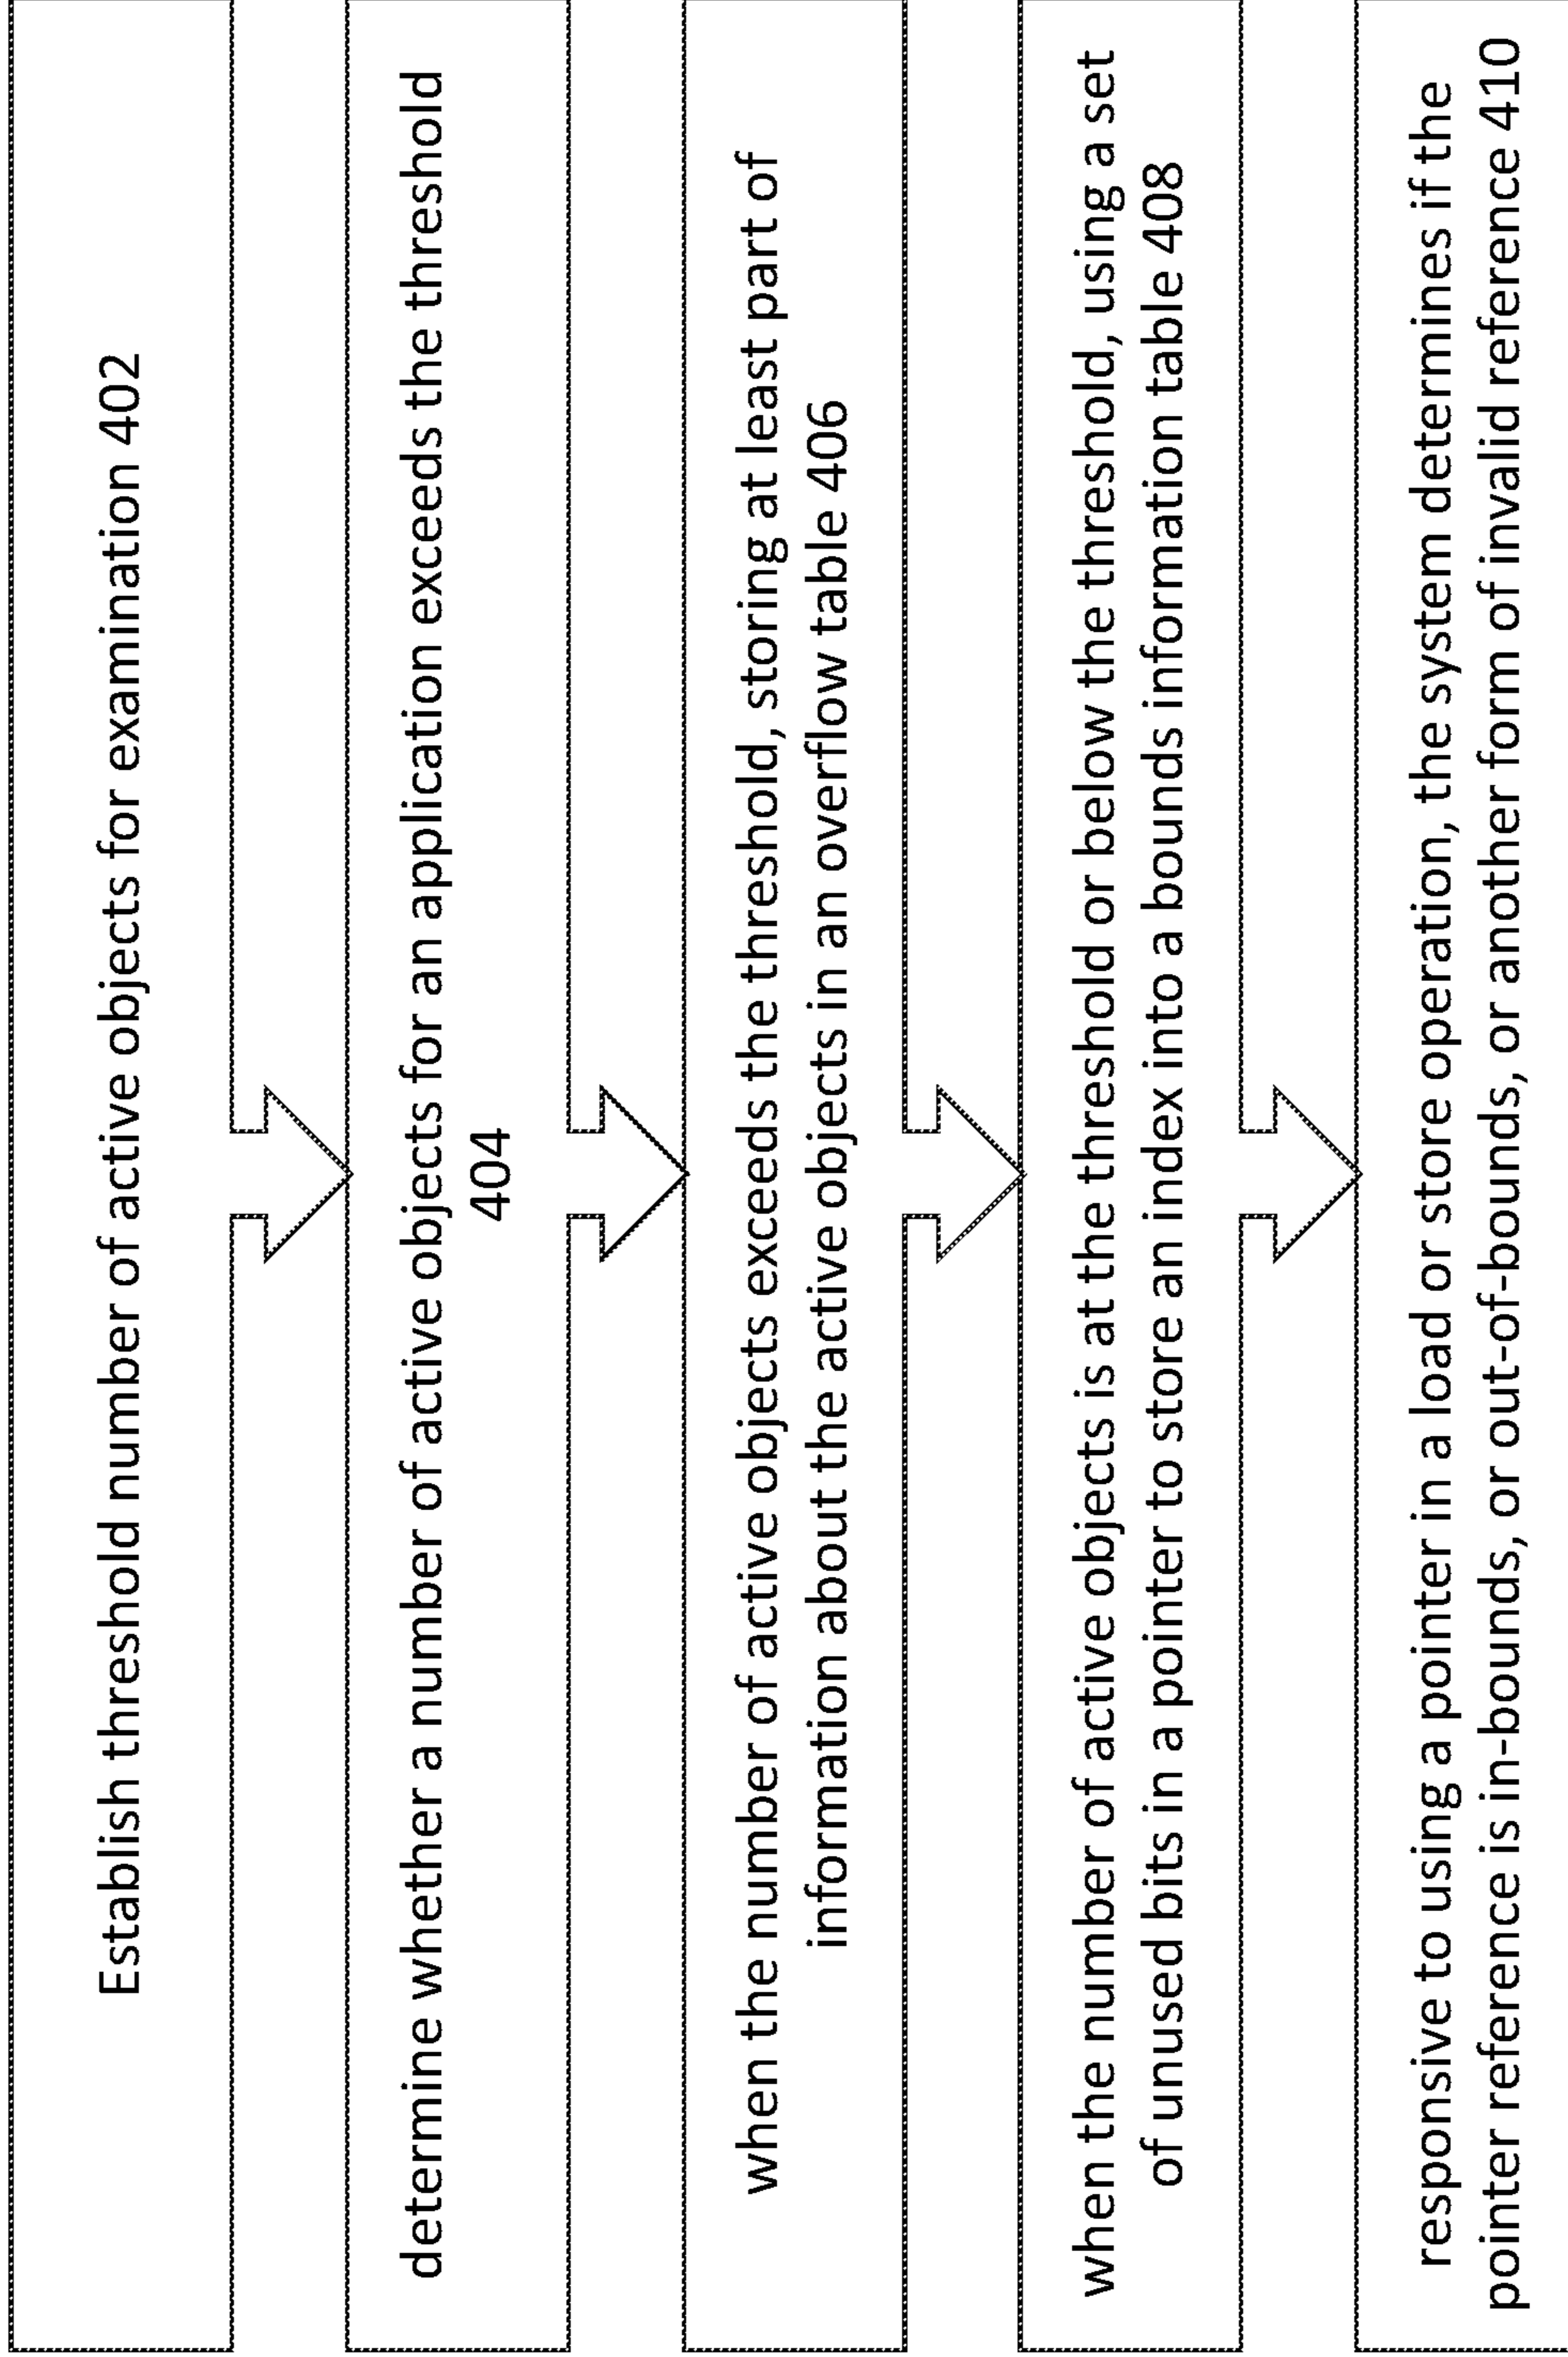 Establish threshold number of active objects for examination 402
determine whether a number of active objects for an application exceeds the threshold
404
when the number of active objects exceeds the threshold, storing at least part of
information about the active objects in an overflow table 406
when the number of active objects is at the threshold or below the threshold, using a set
of unused bits in a pointer to store an index into a bounds information table 408
responsive to using a pointer in a load or store operation, the system determines if the
pointer reference is in-bounds, or out-of-bounds, or another form of invalid reference 410